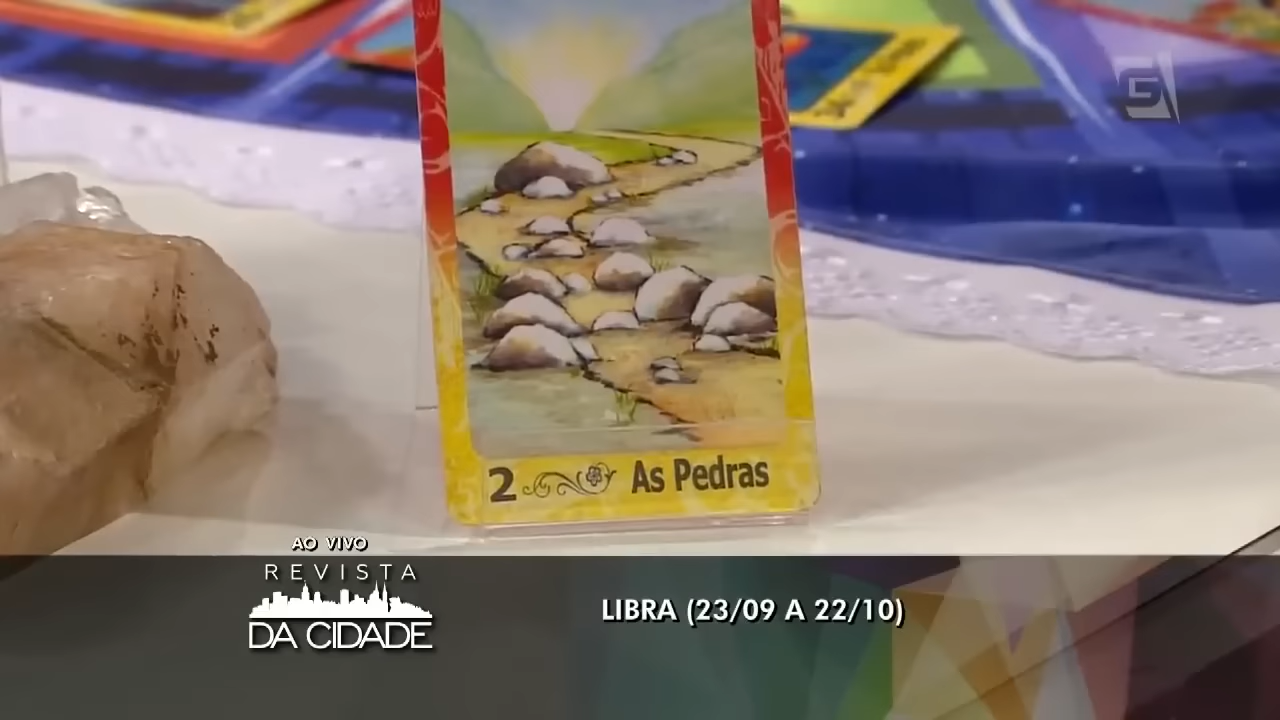 2 As Pedras
AO VIVO
REVISTA
DA CIDADE
LIBRA (23/09 A 22/10)